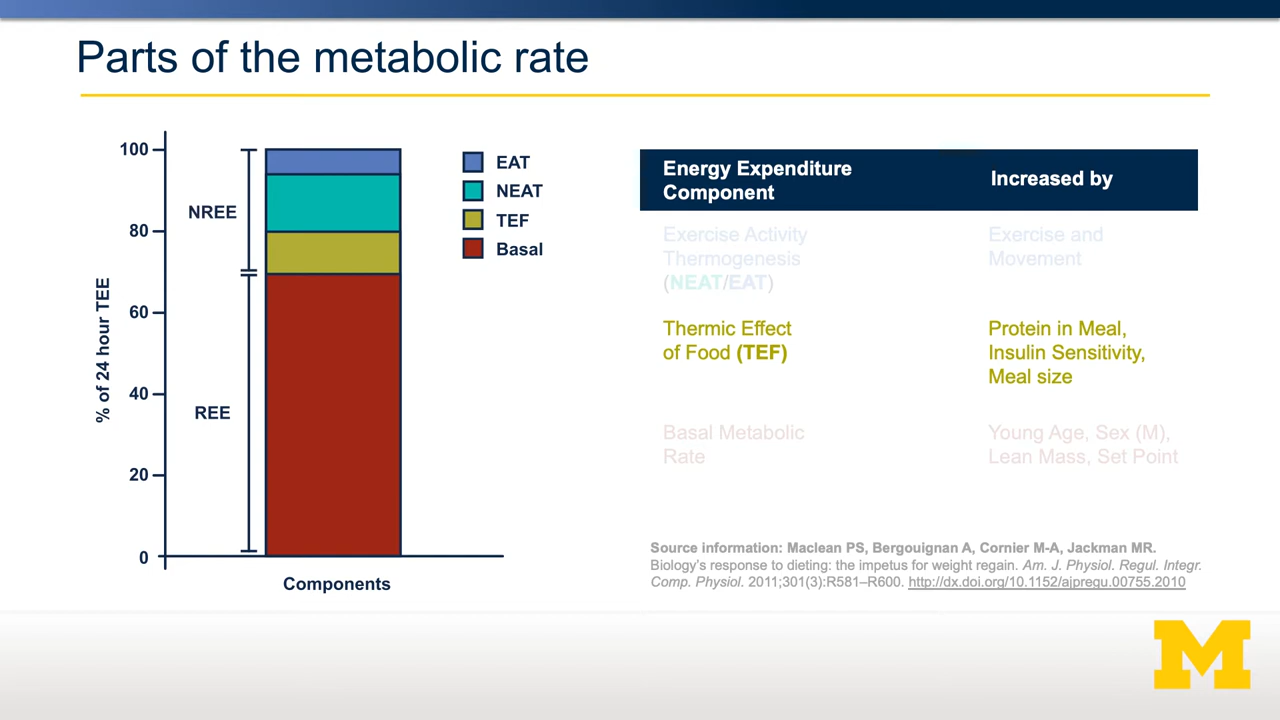 Parts of the metabolic rate
100
80
60
40
20
0
% of 24 hour TEE
NREE
REE
Components
EAT
NEAT
TEF
Basal
Energy Expenditure
Component
Increased by
Exercise Activity
Thermogenesis
(NEAT/EAT)
Exercise and
Movement
Thermic Effect
of Food (TEF)
Protein in Meal,
Insulin Sensitivity,
Meal size
Basal Metabolic
Rate
Young Age, Sex (M),
Lean Mass, Set Point
Source information: Maclean PS, Bergouignan A, Cornier M-A, Jackman MR.
Biology's response to dieting: the impetus for weight regain. Am. J. Physiol. Regul. Integr.
Comp. Physiol. 2011;301(3):R581–R600. http://dx.doi.org/10.1152/ajpregu.00755.2010
M